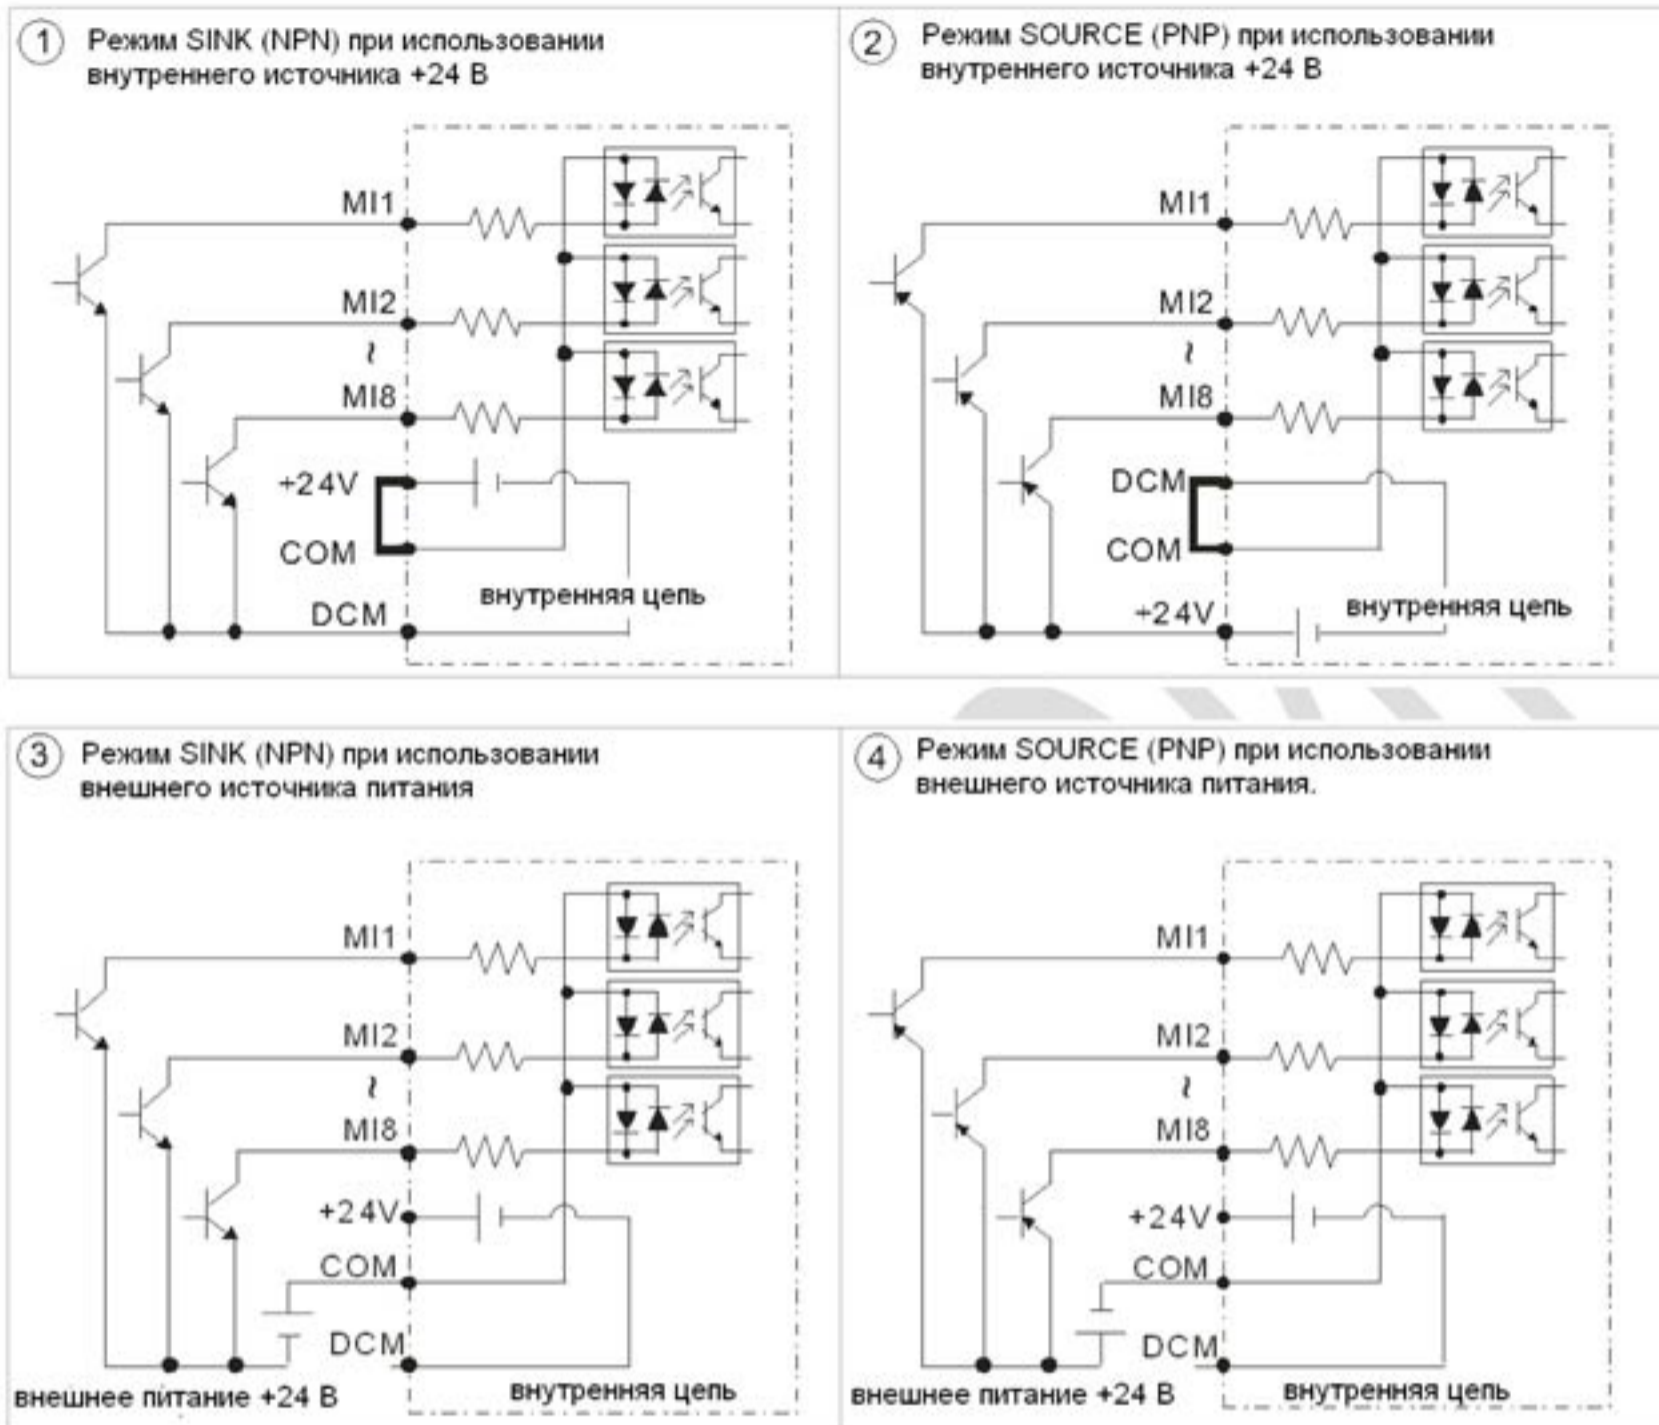 1 Режим SINK (NPN) при использовании
внутреннего источника +24 В
MI1
MI2
~
MI8
+24V
COM
DCM
внутренняя цепь
2 Режим SOURCE (PNP) при использовании
внутреннего источника +24 В
MI1
MI2
~
MI8
DCM
COM
+24V
внутренняя цепь
3 Режим SINK (NPN) при использовании
внешнего источника питания
MI1
MI2
~
MI8
+24V
COM
DCM
внешнее питание +24 В
внутренняя цепь
4 Режим SOURCE (PNP) при использовании
внешнего источника питания.
MI1
MI2
~
MI8
+24V
COM
DCM
внешнее питание +24 В
внутренняя цепь